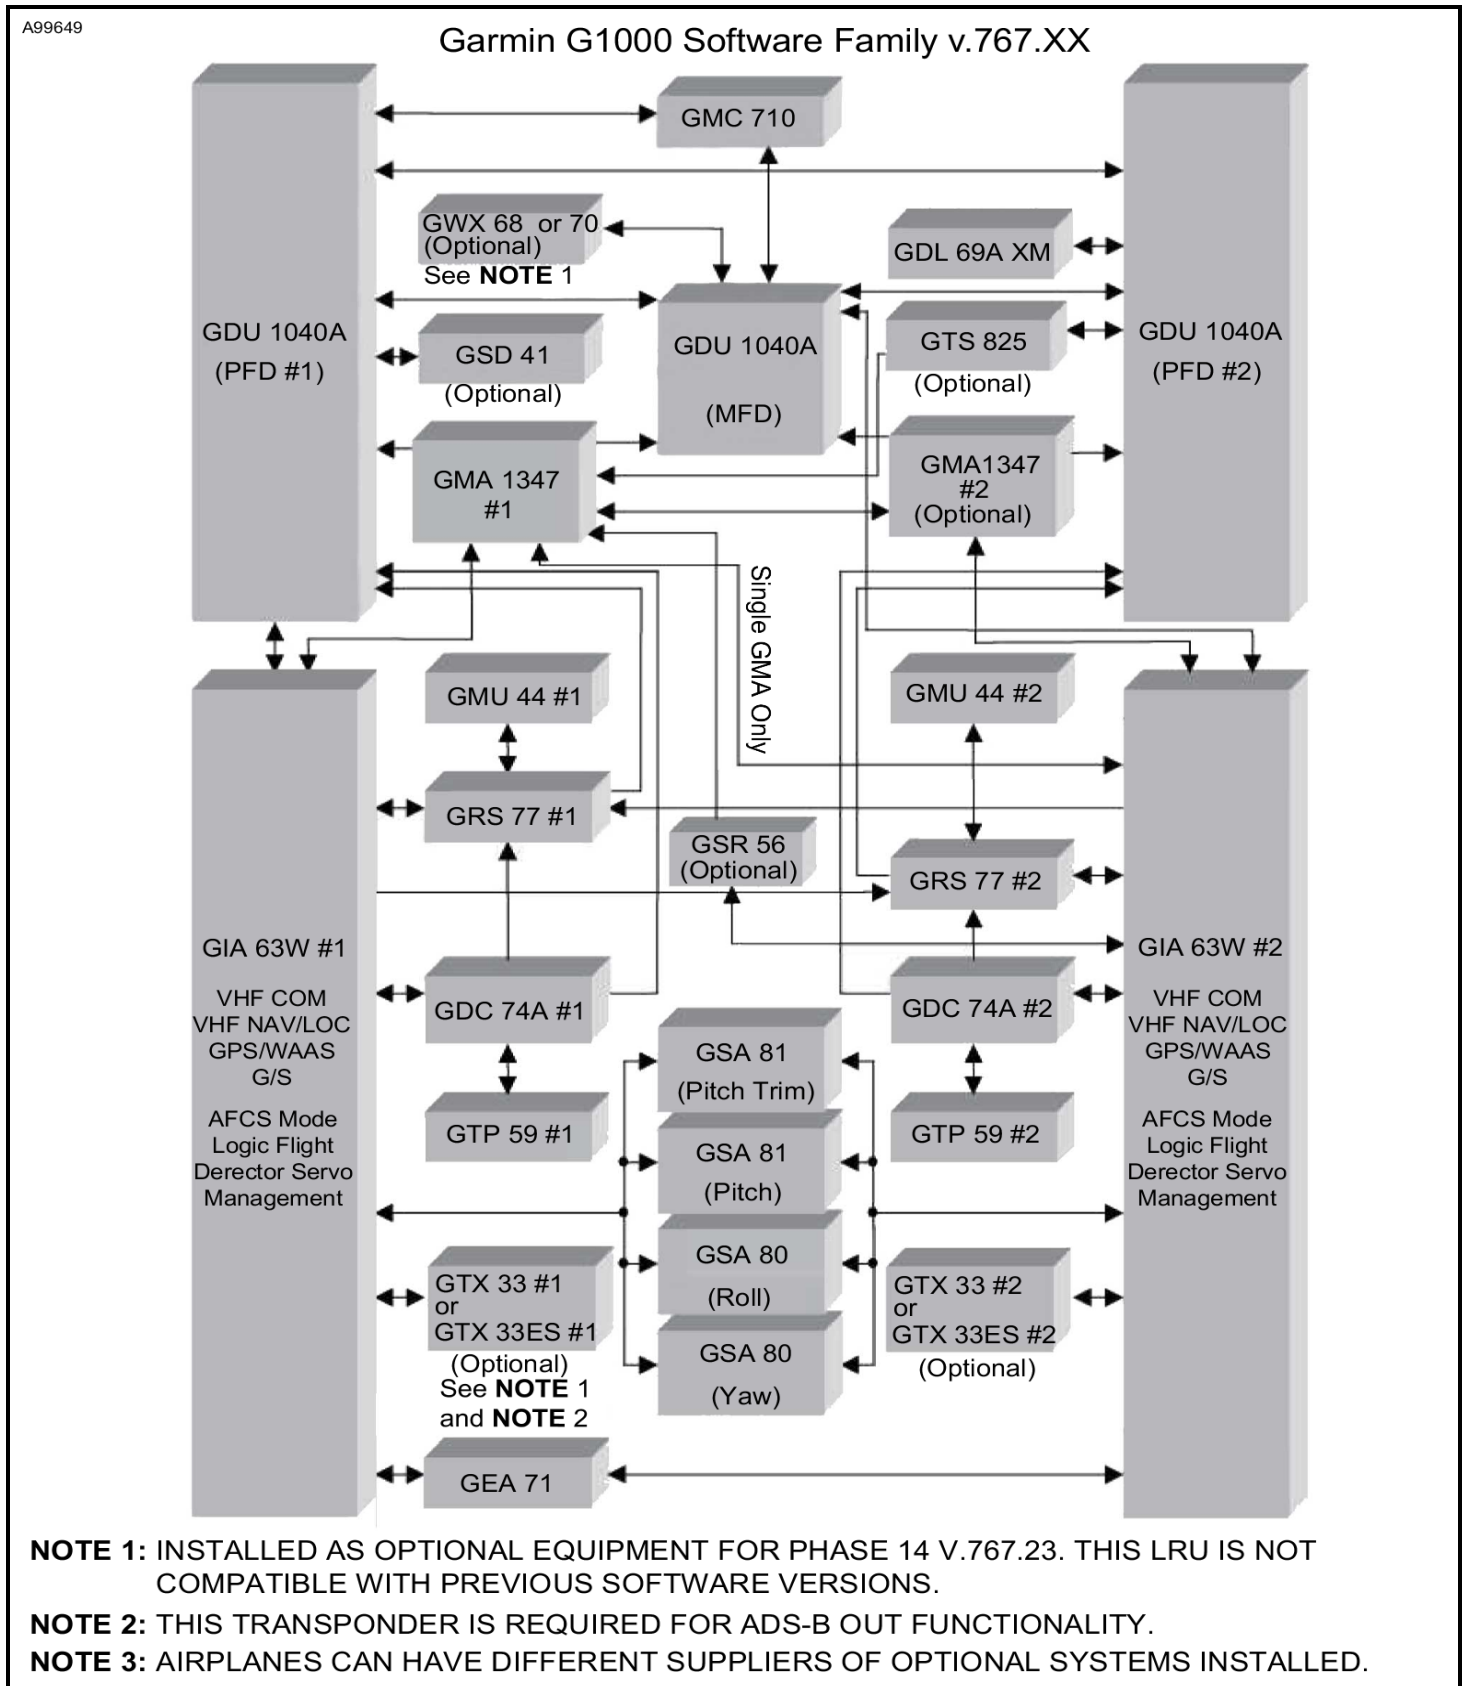 A99649
Garmin G1000 Software Family v.767.XX
GMC 710
GWX 68 or 70
(Optional)
See NOTE 1
GDL 69A XM
GDU 1040A
(PFD #1)
GSD 41
(Optional)
GDU 1040A
(MFD)
GTS 825
(Optional)
GDU 1040A
(PFD #2)
GMA 1347
#1
GMA1347
#2
(Optional)
Single GMA Only
GMU 44 #1
GMU 44 #2
GRS 77 #1
GSR 56
(Optional)
GRS 77 #2
GIA 63W #1
VHF COM
VHF NAV/LOC
GPS/WAAS
G/S
AFCS Mode
Logic Flight
Derector Servo
Management
GDC 74A #1
GTP 59 #1
GDC 74A #2
GTP 59 #2
GIA 63W #2
VHF COM
VHF NAV/LOC
GPS/WAAS
G/S
AFCS Mode
Logic Flight
Derector Servo
Management
GSA 81
(Pitch Trim)
GSA 81
(Pitch)
GSA 80
(Roll)
GSA 80
(Yaw)
GTX 33 #1
or
GTX 33ES #1
(Optional)
See NOTE 1
and NOTE 2
GTX 33 #2
or
GTX 33ES #2
(Optional)
GEA 71
NOTE 1: INSTALLED AS OPTIONAL EQUIPMENT FOR PHASE 14 V.767.23. THIS LRU IS NOT
COMPATIBLE WITH PREVIOUS SOFTWARE VERSIONS.
NOTE 2: THIS TRANSPONDER IS REQUIRED FOR ADS-B OUT FUNCTIONALITY.
NOTE 3: AIRPLANES CAN HAVE DIFFERENT SUPPLIERS OF OPTIONAL SYSTEMS INSTALLED.